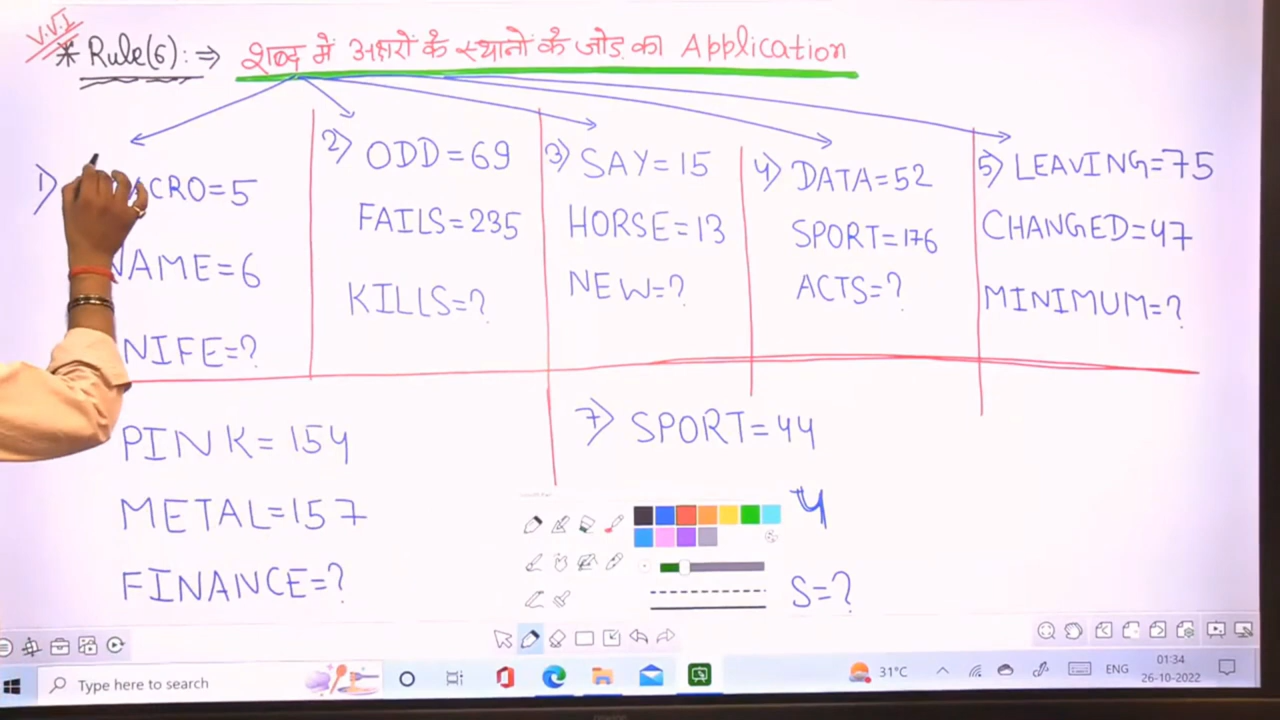 V.V.I
* Rule(6):⇒ शब्द में अक्षरों के स्थानों के जोड़ का Application
1) CRO=5
NAME=6
NIFE=?
2) ODD=69
FAILS=235
KILLS=?
3) SAY=15
HORSE=13
NEW=?
4) DATA=52
SPORT=176
ACTS=?
5) LEAVING=75
CHANGED=47
MINIMUM=?
PINK=154
METAL=157
FINANCE=?
7) SPORT=44
4
S=?
Type here to search
31°C
ENG
01:34
26-10-2022